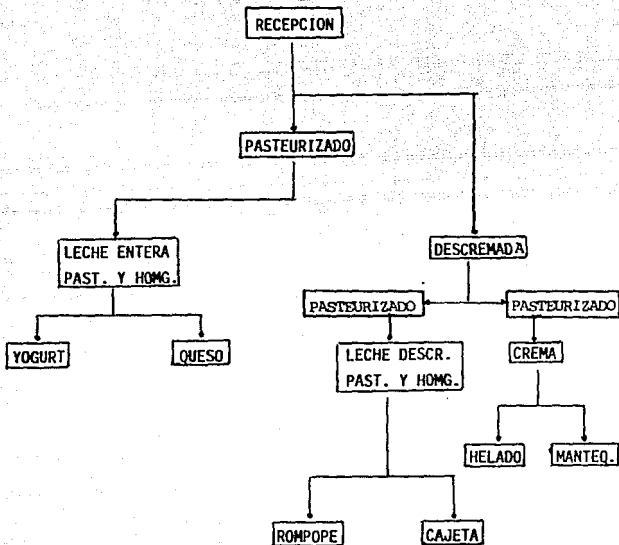 RECEPCION
PASTEURIZADO
LECHE ENTERA
PAST. Y HOMG.
DESCREMADA
PASTEURIZADO
PASTEURIZADO
YOGURT
QUESO
LECHE DESCR.
PAST. Y HOMG.
CREMA
HELADO
MANTEQ.
ROMPOPE
CAJETA